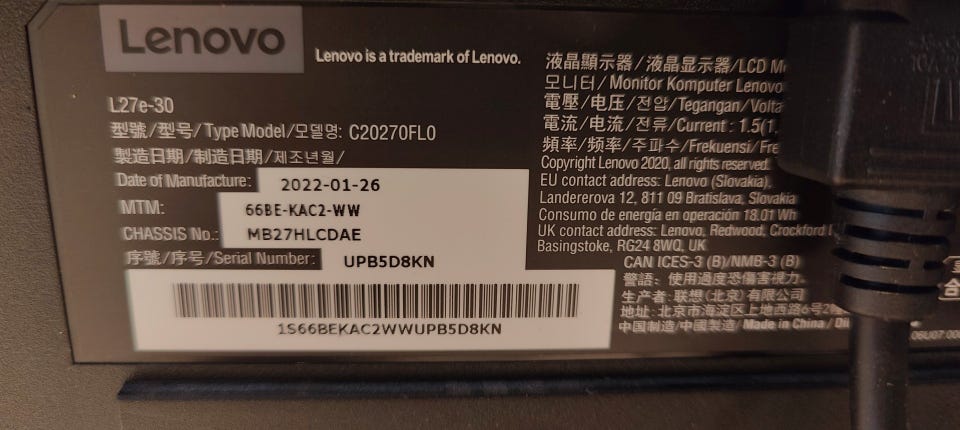 Lenovo
Lenovo is a trademark of Lenovo.
L27e-30
型號/型号/Type Model/모델명: C20270FL0
製造日期/制造日期/제조년월/
Date of Manufacture: 2022-01-26
MTM: 66BE-KAC2-WW
CHASSIS No.: MB27HLCDAE
序號/序号/Serial Number: UPB5D8KN
1S66BEKAC2WWUPB5D8KN
液晶顯示器/液晶显示器/LCD
모니터/Monitor Komputer Lenovo
電壓/电压/전압/Tegangan/Volta
電流/电流/전류/Current: 1.5(1,
頻率/频率/주파수/Frekuensi/Fre
Copyright Lenovo 2020, all rights reserved.
EU contact address: Lenovo (Slovakia),
Landererova 12, 811 09 Bratislava, Slovakia
Consumo de energía en operación 18.01 Wh
UK contact address: Lenovo, Redwood, Crockford
Basingstoke, RG24 8WQ, UK
CAN ICES-3 (B)/NMB-3 (B)
警語: 使用過度恐傷害視力.
生产者: 联想(北京)有限公司
地址: 北京市海淀区上地西路6号2
中国制造/中國製造/Made in China/